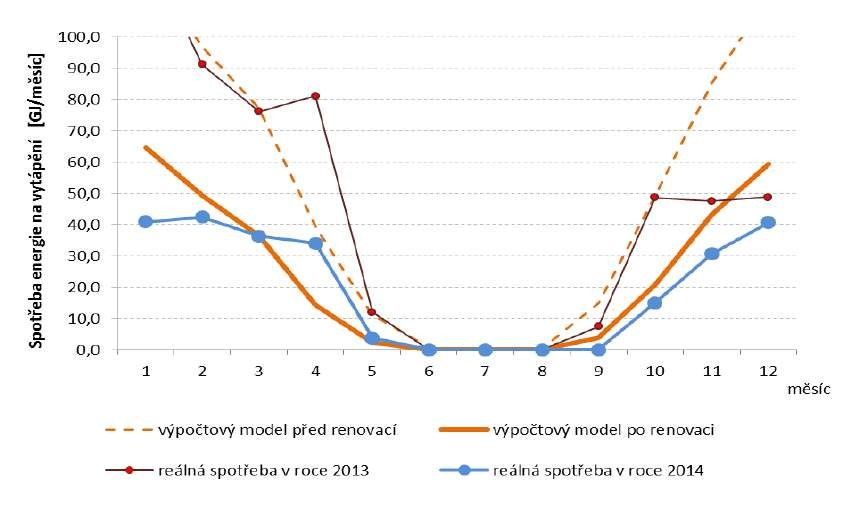 Spotřeba energie na vytápění [GJ/měsíc]
100,0
90,0
80,0
70,0
60,0
50,0
40,0
30,0
20,0
10,0
0,0
1 2 3 4 5 6 7 8 9 10 11 12
měsíc
výpočtový model před renovací výpočtový model po renovaci
reálná spotřeba v roce 2013 reálná spotřeba v roce 2014